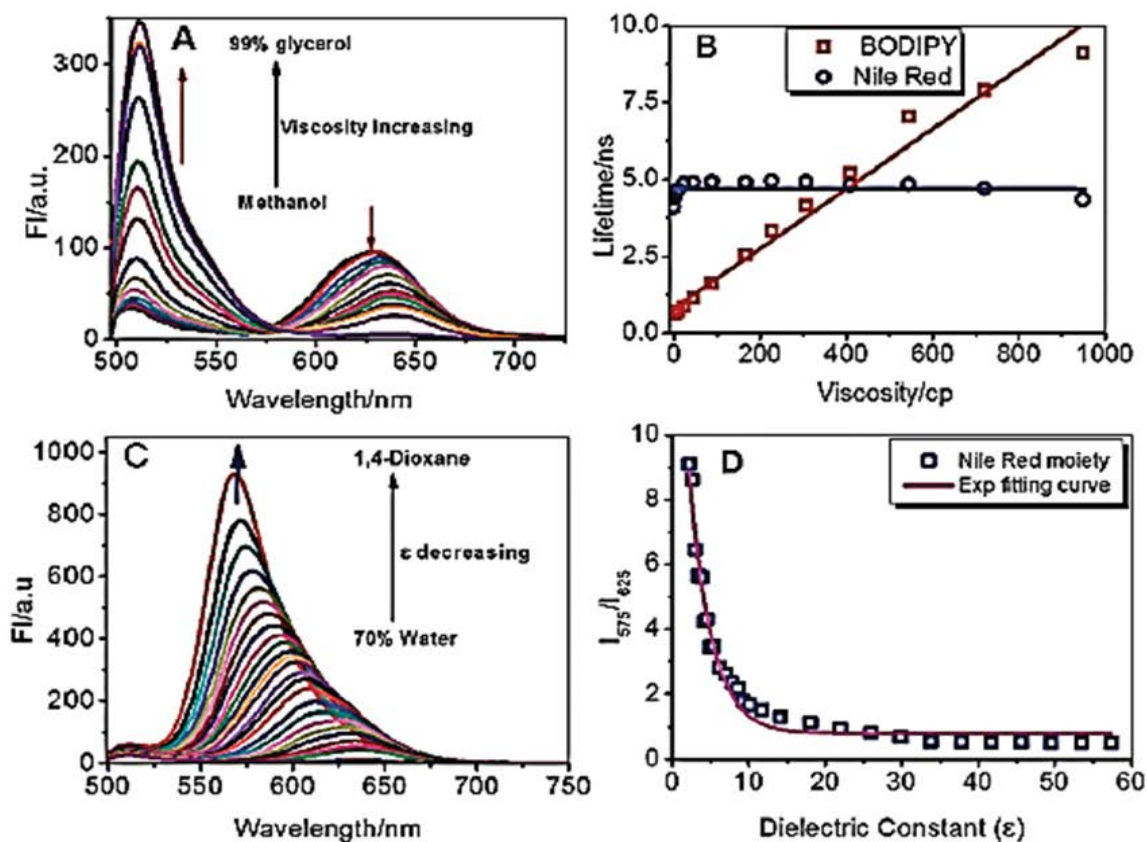 A
99% glycerol
Viscosity increasing
Methanol
300
200
100
0
FI/a.u.
500 550 600 650 700
Wavelength/nm
B
BODIPY
Nile Red
10.0
7.5
5.0
2.5
0.0
Lifetime/ns
0 200 400 600 800 1000
Viscosity/cp
C
1,4-Dioxane
ε decreasing
70% Water
1000
800
600
400
200
0
FI/a.u
500 550 600 650 700 750
Wavelength/nm
D
Nile Red moiety
Exp fitting curve
10
8
6
4
2
0
I575/I625
0 10 20 30 40 50 60
Dielectric Constant (ε)